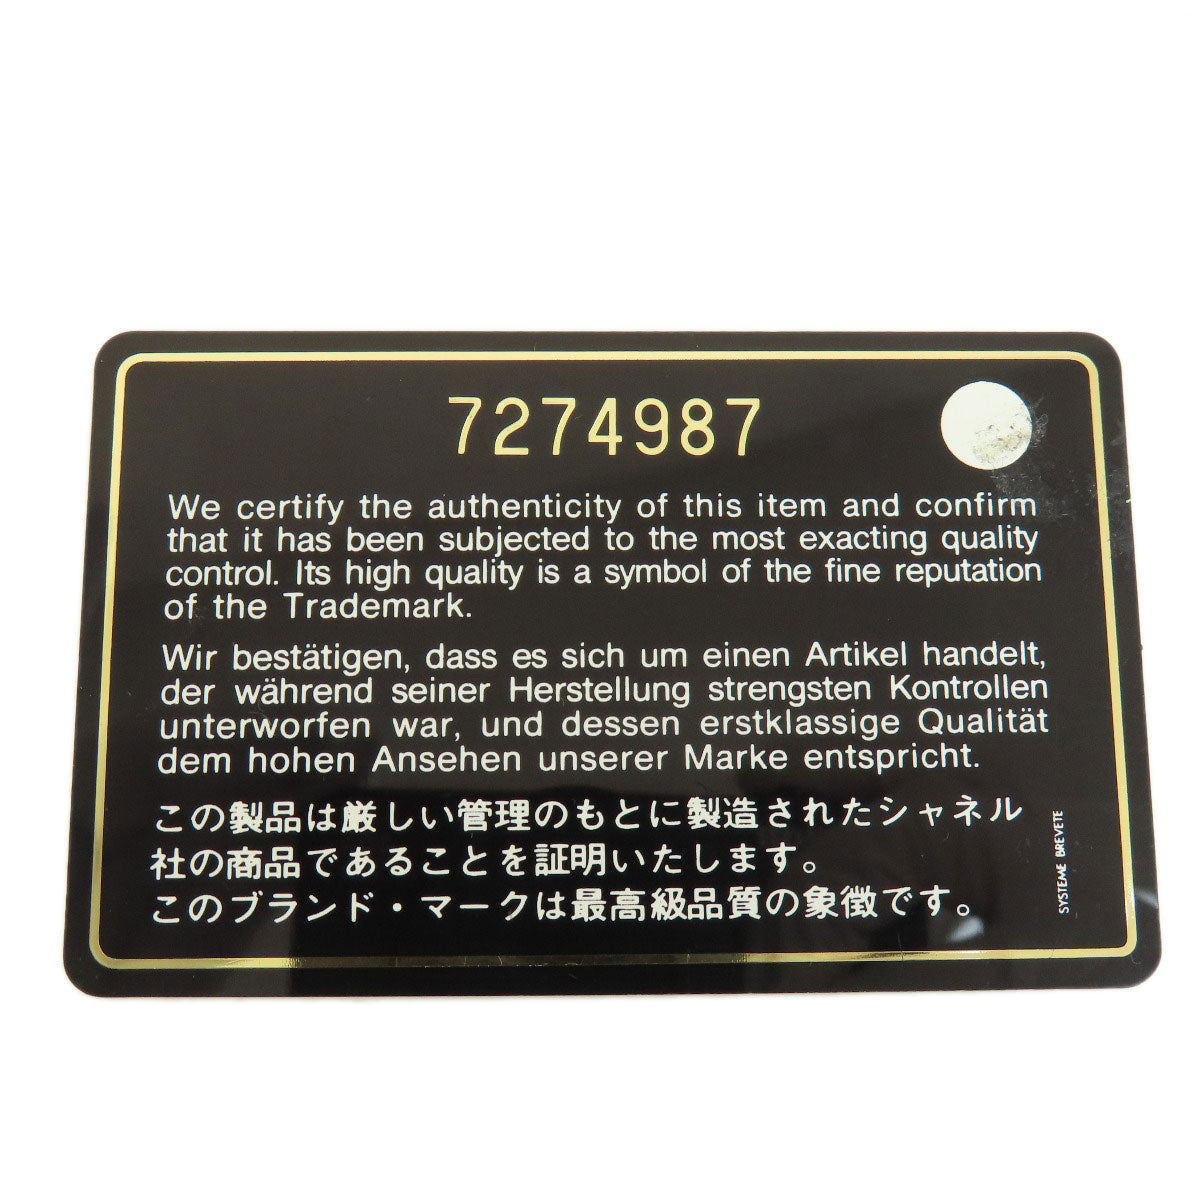 7274987
We certify the authenticity of this item and confirm
that it has been subjected to the most exacting quality
control. Its high quality is a symbol of the fine reputation
of the Trademark.
Wir bestätigen, dass es sich um einen Artikel handelt,
der während seiner Herstellung strengsten Kontrollen
unterworfen war, und dessen erstklassige Qualität
dem hohen Ansehen unserer Marke entspricht.
この製品は厳しい管理のもとに製造されたシャネル
社の商品であることを証明いたします。
このブランド・マークは最高級品質の象徴です。
SYSTEME BREVETE